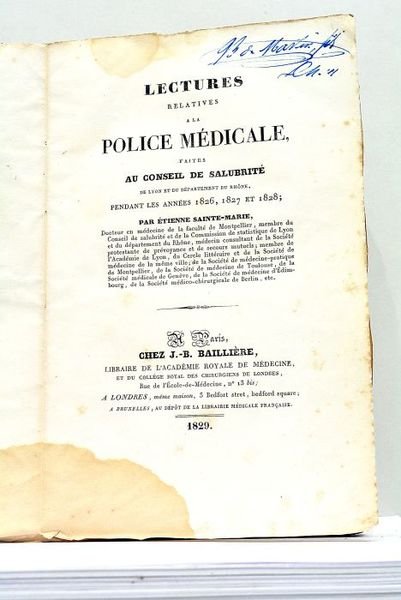 LECTURES
RELATIVES
A LA
POLICE MÉDICALE,
FAITES
AU CONSEIL DE SALUBRITÉ
DE LYON ET DU DÉPARTEMENT DU RHÔNE,
PENDANT LES ANNÉES 1826, 1827 ET 1828;
PAR ÉTIENNE SAINTE-MARIE,
Docteur en médecine de la faculté de Montpellier, membre du
Conseil de salubrité et de la Commission de statistique de Lyon
et du département du Rhône, médecin consultant de la Société
protestante de prévoyance et de secours mutuels; membre de
l'Académie de Lyon, du Cercle littéraire et de la Société de
médecine de la même ville; de la Société de médecine-pratique
de Montpellier, de la Société de Médecine de Toulouse, de la
Société médicale de Genève, de la Société de médecine d'Édim-
bourg, de la Société médico-chirurgicale de Berlin, etc.
A Paris,
CHEZ J.-B. BAILLIÈRE,
LIBRAIRE DE L'ACADÉMIE ROYALE DE MÉDECINE,
ET DU COLLÉGE ROYAL DES CHIRURGIENS DE LONDRES,
Rue de l'École-de-Médecine, n° 13 bis;
A LONDRES, même maison, 3 Bedfort stret, bedford square;
A BRUXELLES, AU DÉPÔT DE LA LIBRAIRIE MÉDICALE FRANÇAISE.
1829.